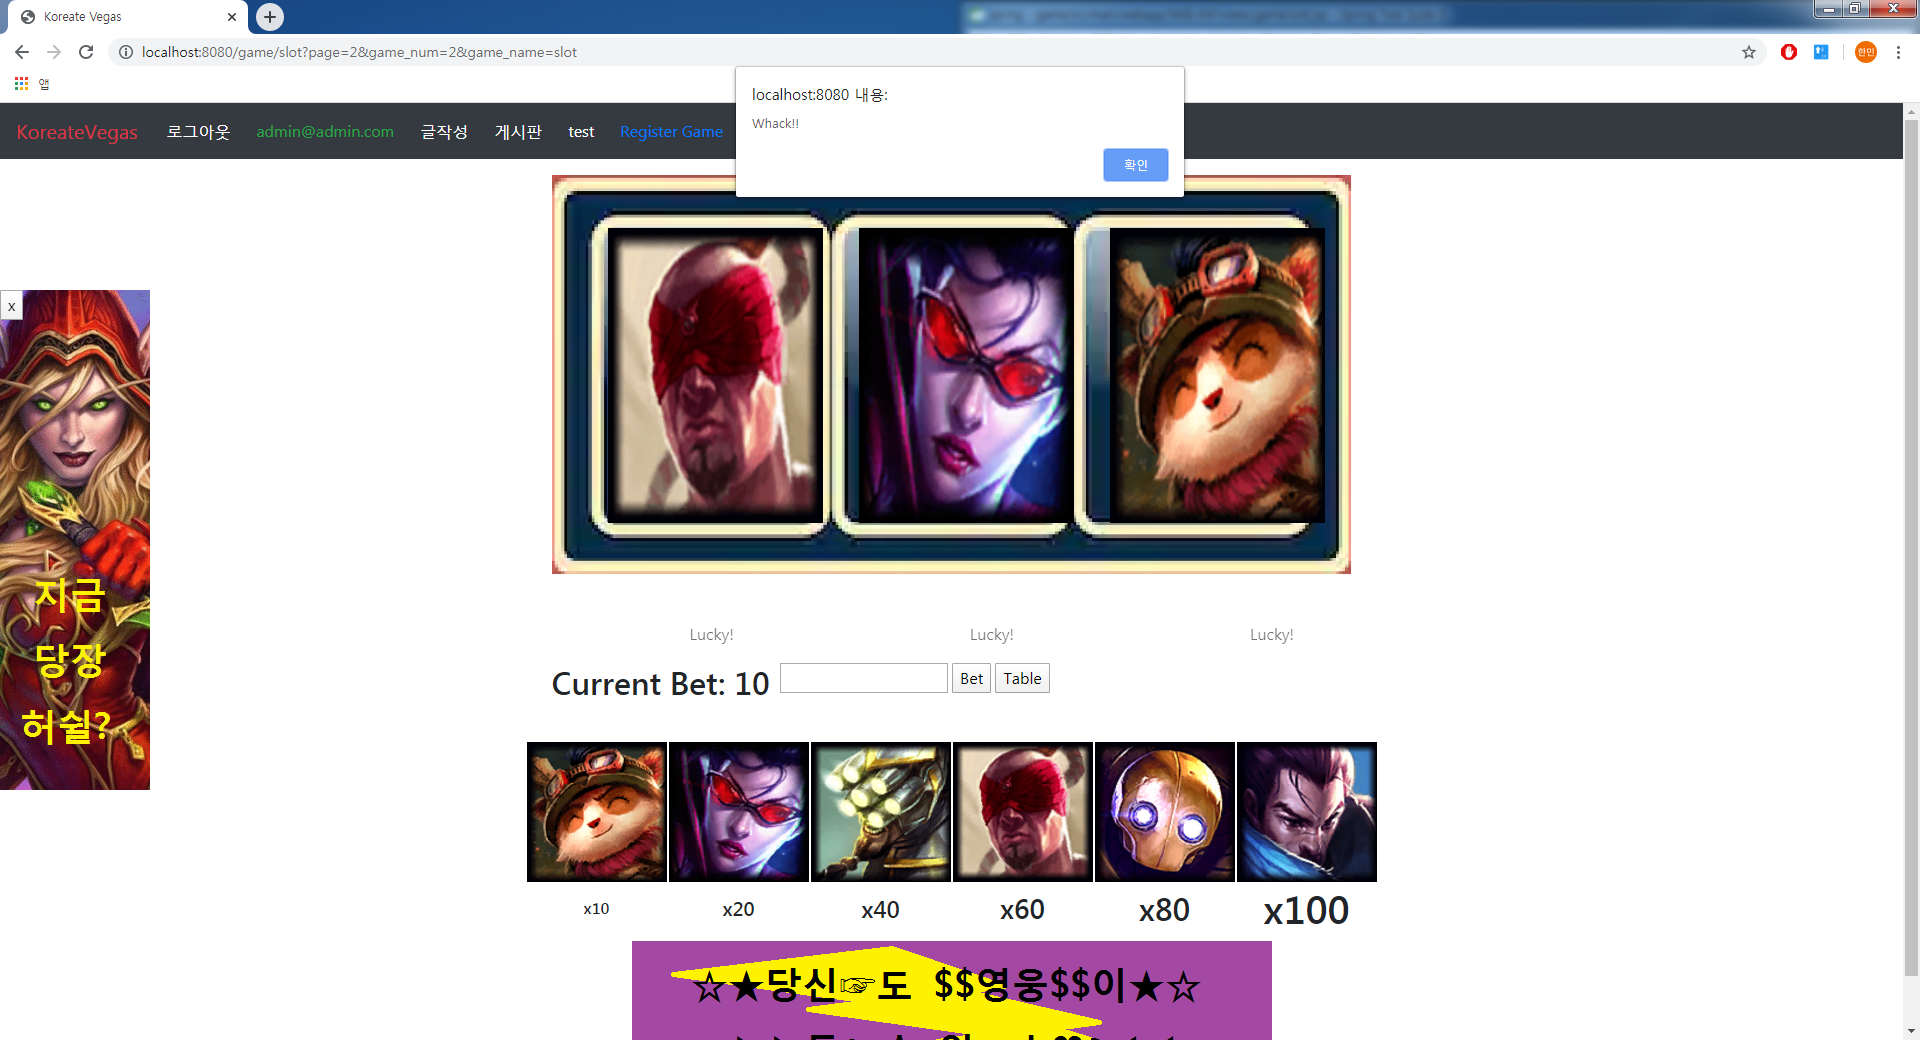 Koreate Vegas
localhost:8080/game/slot?page=2&game_num=2&game_name=slot
한민
앱
localhost:8080 내용:
Whack!!
확인
KoreateVegas 로그아웃 admin@admin.com 글작성 게시판 test Register Game
x
지금
당장
허쉴?
Lucky! Lucky! Lucky!
Current Bet: 10 Bet Table
x10 x20 x40 x60 x80 x100
☆★당신☞도 $$영웅$$이★☆